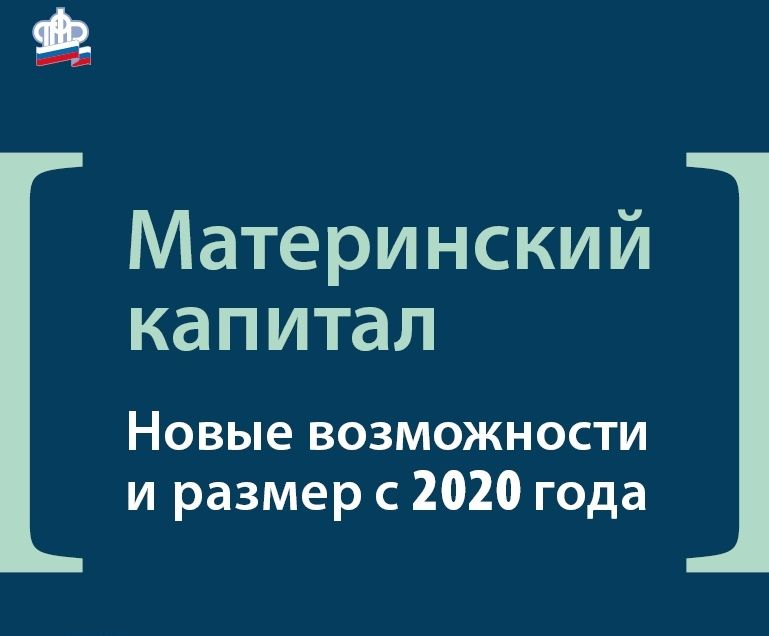 Материнский
капитал
Новые возможности
и размер с 2020 года